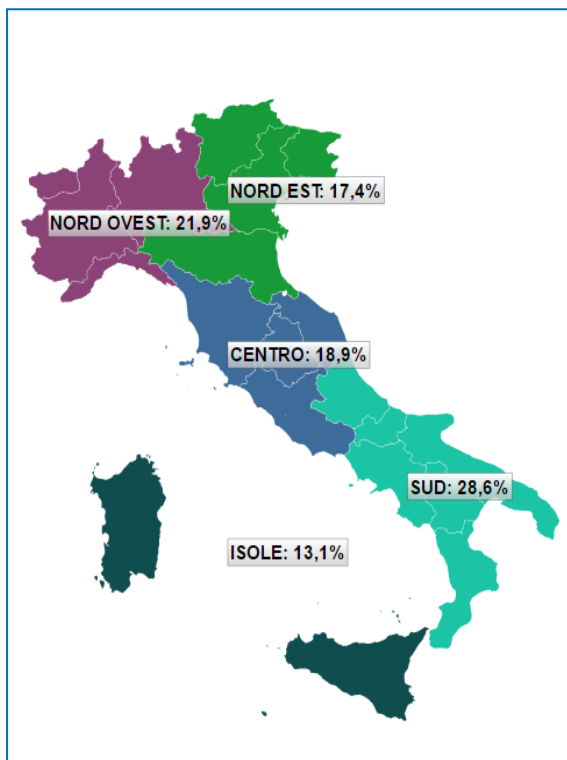 NORD EST: 17,4%
NORD OVEST: 21,9%
CENTRO: 18,9%
SUD: 28,6%
ISOLE: 13,1%